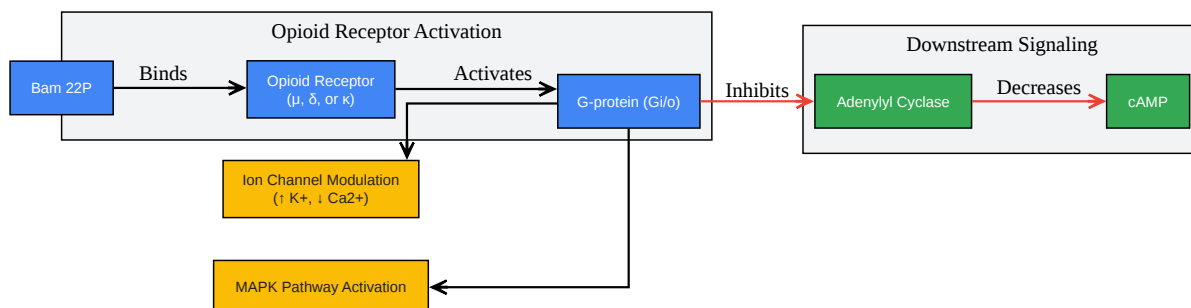 Opioid Receptor Activation
Downstream Signaling
Bam 22P
Binds
Opioid Receptor
(μ, δ, or κ)
Activates
G-protein (Gi/o)
Inhibits
Adenylyl Cyclase
Decreases
cAMP
Ion Channel Modulation
(↑ K+, ↓ Ca2+)
MAPK Pathway Activation